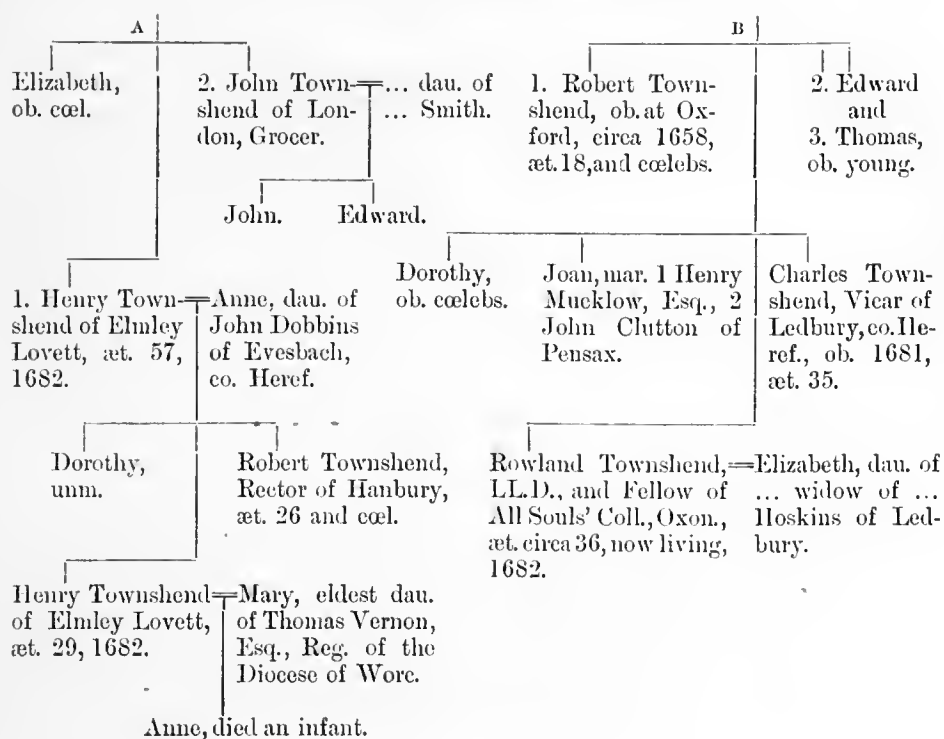 A
Elizabeth,
ob. cœl.
2. John Town-
shend of Lon-
don, Grocer.
... dau. of
... Smith.
John.
Edward.
1. Henry Town-
shend of Elmley
Lovett, æt. 57,
1682.
Anne, dau. of
John Dobbins
of Evesbach,
co. Heref.
Dorothy,
unm.
Robert Townshend,
Rector of Hanbury,
æt. 26 and cœl.
Henry Townshend
of Elmley Lovett,
æt. 29, 1682.
Mary, eldest dau.
of Thomas Vernon,
Esq., Reg. of the
Diocese of Worc.
Anne, died an infant.
B
1. Robert Town-
shend, ob. at Ox-
ford, circa 1658,
æt. 18, and cœlebs.
2. Edward
and
3. Thomas,
ob. young.
Dorothy,
ob. cœlebs.
Joan, mar. 1 Henry
Mucklow, Esq., 2
John Clutton of
Pensax.
Charles Town-
shend, Vicar of
Ledbury, co. He-
ref., ob. 1681,
æt. 35.
Rowland Townshend,
LL.D., and Fellow of
All Souls' Coll., Oxon.,
æt. circa 36, now living,
1682.
Elizabeth, dau. of
... widow of ...
Hoskins of Led-
bury.